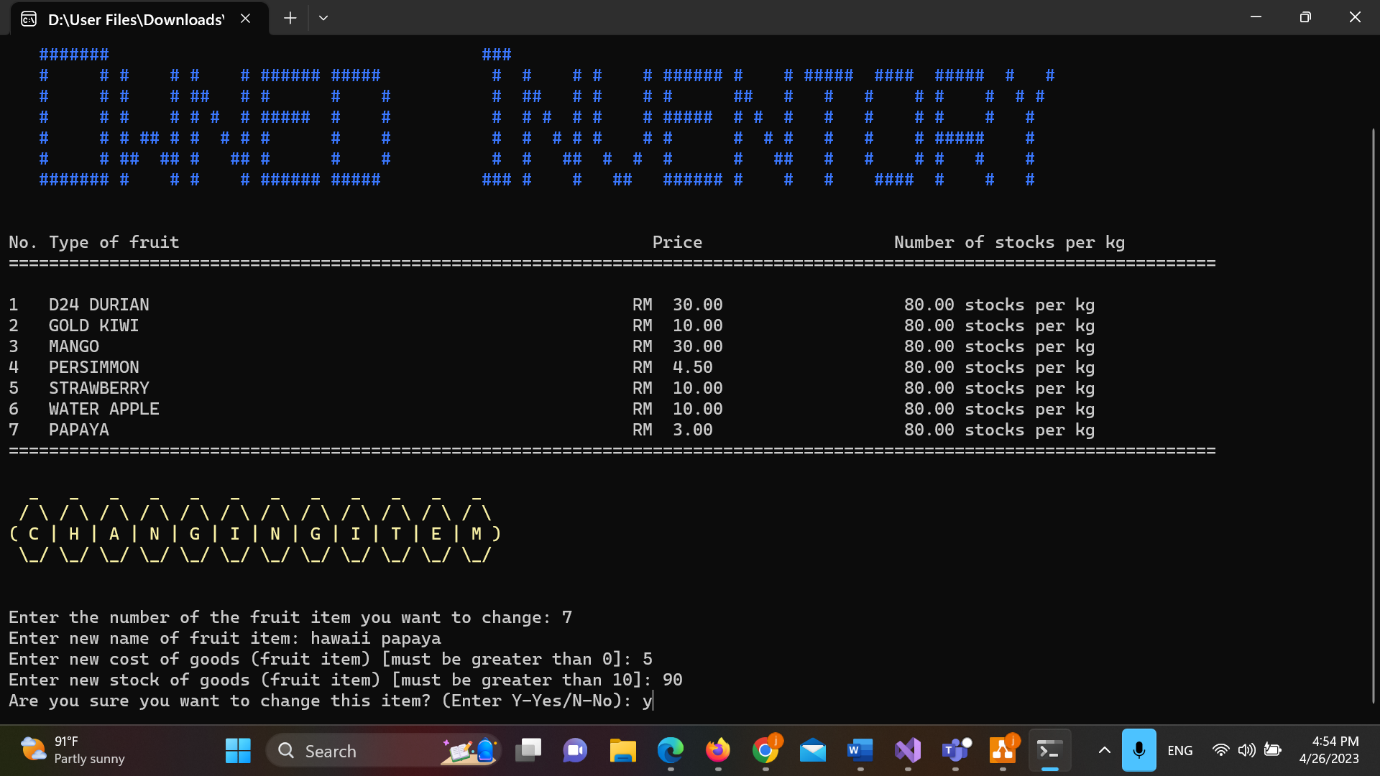 D:\User Files\Downloads'
OWNED INVENTORY
No. Type of fruit Price Number of stocks per kg
1 D24 DURIAN RM 30.00 80.00 stocks per kg
2 GOLD KIWI RM 10.00 80.00 stocks per kg
3 MANGO RM 30.00 80.00 stocks per kg
4 PERSIMMON RM 4.50 80.00 stocks per kg
5 STRAWBERRY RM 10.00 80.00 stocks per kg
6 WATER APPLE RM 10.00 80.00 stocks per kg
7 PAPAYA RM 3.00 80.00 stocks per kg
( C | H | A | N | G | I | N | G | I | T | E | M )
Enter the number of the fruit item you want to change: 7
Enter new name of fruit item: hawaii papaya
Enter new cost of goods (fruit item) [must be greater than 0]: 5
Enter new stock of goods (fruit item) [must be greater than 10]: 90
Are you sure you want to change this item? (Enter Y-Yes/N-No): y
91°F
Partly sunny
Search
ENG
4:54 PM
4/26/2023